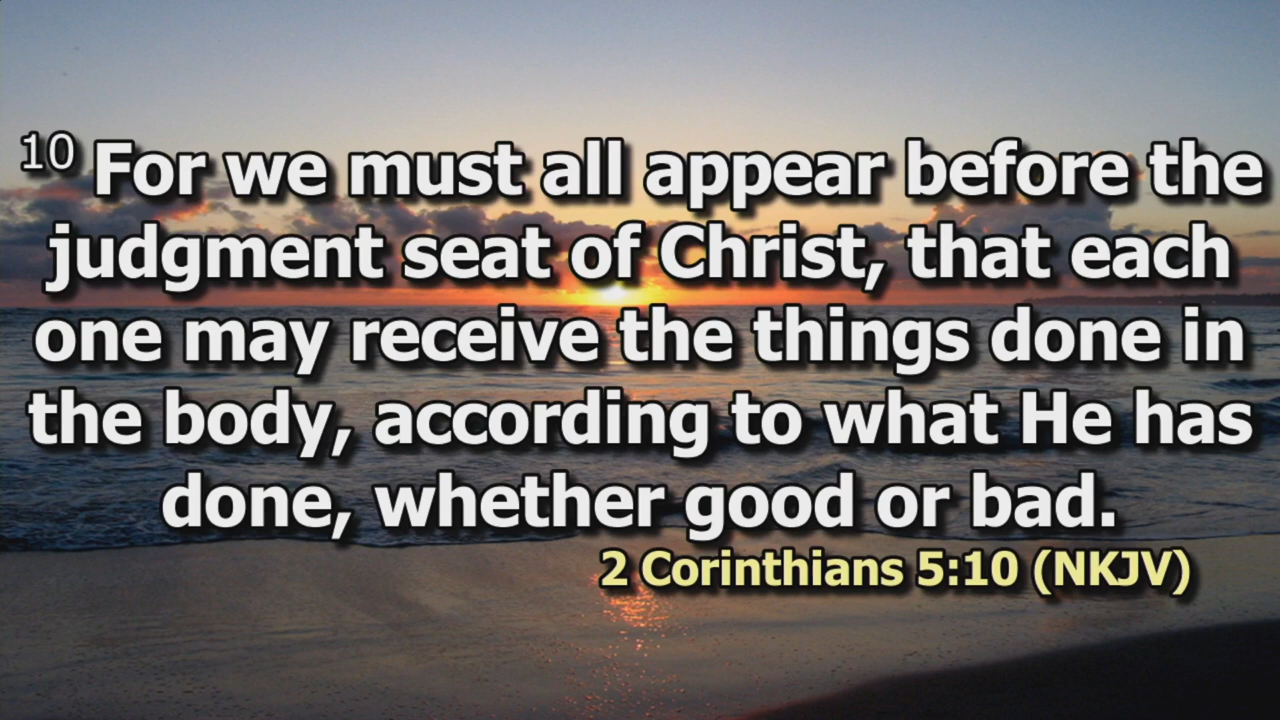 10 For we must all appear before the
judgment seat of Christ, that each
one may receive the things done in
the body, according to what He has
done, whether good or bad.
2 Corinthians 5:10 (NKJV)